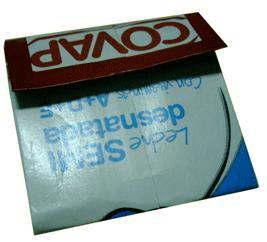 COVAP
Leche SEMI
desnatada
Con vitaminas A+D+E